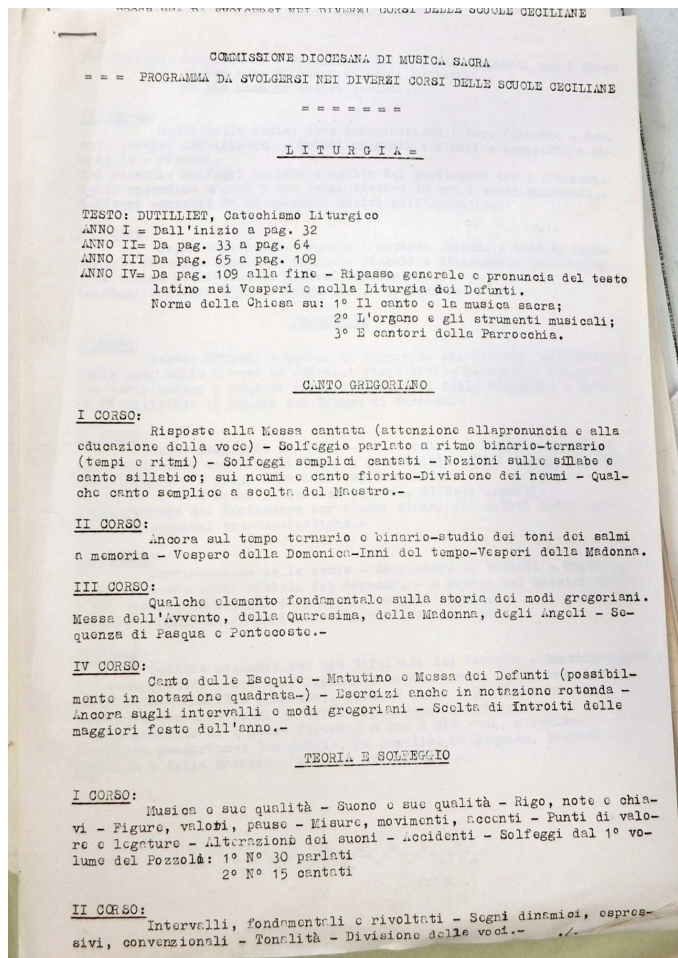 PROGRAMMA DA SVOLGERSI NEI DIVERZI CORSI DELLE SCUOLE CECILIANE
COMMISSIONE DIOCESANA DI MUSICA SACRA
= = = PROGRAMMA DA SVOLGERSI NEI DIVERZI CORSI DELLE SCUOLE CECILIANE
= = = = = = =
L I T U R G I A =
TESTO: DUTILLIET, Catechismo Liturgico
ANNO I = Dall'inizio a pag. 32
ANNO II= Da pag. 33 a pag. 64
ANNO III Da pag. 65 a pag. 109
ANNO IV= Da pag. 109 alla fine - Ripasso generale e pronuncia del testo
latino nei Vesperi e nella Liturgia dei Defunti.
Norme della Chiesa su: 1° Il canto e la musica sacra;
2° L'organo e gli strumenti musicali;
3° E cantori della Parrocchia.
CANTO GREGORIANO
I CORSO:
Risposte alla Messa cantata (attenzione allapronuncia e alla
educazione della voce) - Solfeggio parlato a ritmo binario-ternario
(tempi e ritmi) - Solfeggi semplici cantati - Nozioni sulle sillabe e
canto sillabico; sui neumi e canto fiorito-Divisione dei neumi - Qual-
che canto semplice a scelta del Maestro.-
II CORSO:
Ancora sul tempo ternario e binario-studio dei toni dei salmi
a memoria - Vespero della Domenica-Inni del tempo-Vesperi della Madonna.
III CORSO:
Qualche elemento fondamentale sulla storia dei modi gregoriani.
Messa dell'Avvento, della Quaresima, della Madonna, degli Angeli - Se-
quenza di Pasqua e Pentecoste.-
IV CORSO:
Canto delle Esequie - Matutino e Messa dei Defunti (possibil-
mente in notazione quadrata-) - Esercizi anche in notazione rotonda -
Ancora sugli intervalli e modi gregoriani - Scelta di Introiti delle
maggiori feste dell'anno.-
TEORIA E SOLFEGGIO
I CORSO:
Musica e sue qualità - Suono e sue qualità - Rigo, note e chia-
vi - Figure, valori, pause - Misure, movimenti, accenti - Punti di valo-
re e legature - Alterazioni dei suoni - Accidenti - Solfeggi dal 1° vo-
lume del Pozzoli: 1° N° 30 parlati
2° N° 15 cantati
II CORSO:
Intervalli, fondamentali e rivoltati - Segni dinamici, espres-
sivi, convenzionali - Tonalità - Divisione delle voci.- ./.